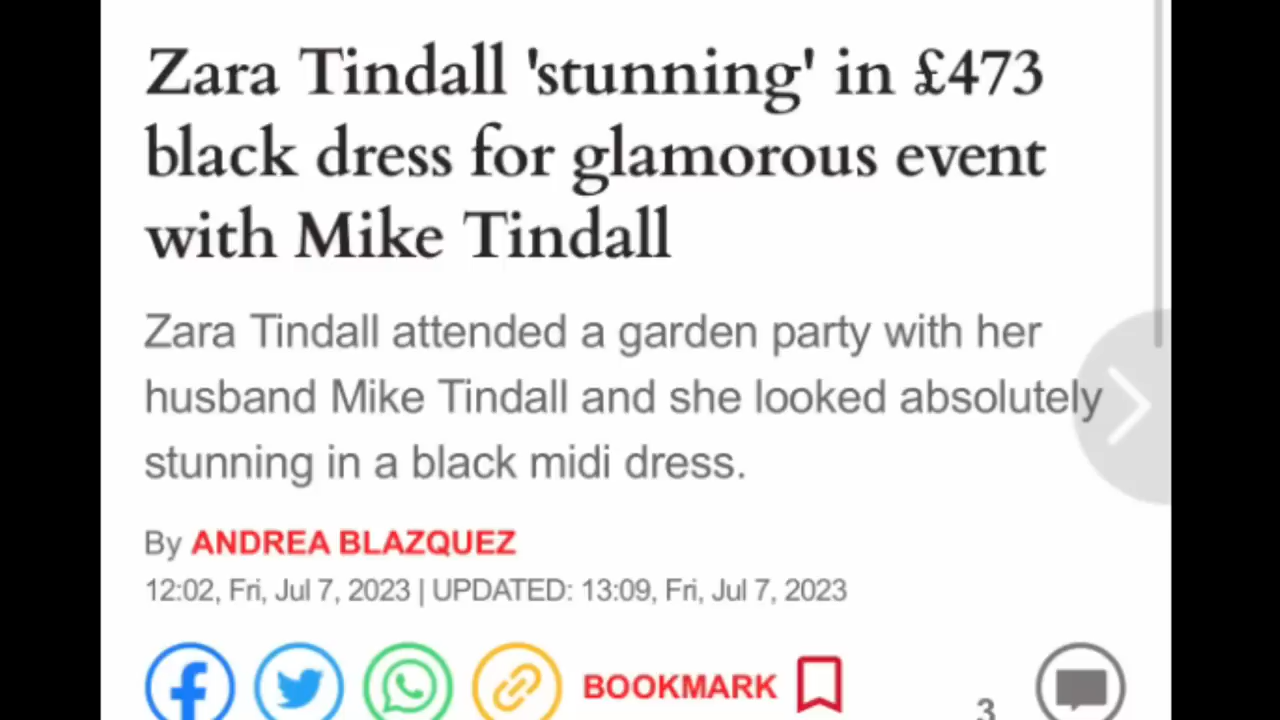 Zara Tindall 'stunning' in £473
black dress for glamorous event
with Mike Tindall
Zara Tindall attended a garden party with her
husband Mike Tindall and she looked absolutely
stunning in a black midi dress.
By ANDREA BLAZQUEZ
12:02, Fri, Jul 7, 2023 | UPDATED: 13:09, Fri, Jul 7, 2023
BOOKMARK
3